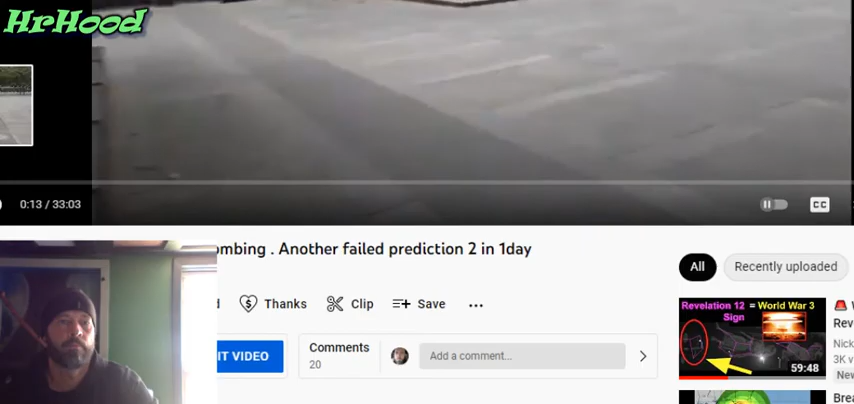 HrHood
0:13 / 33:03
CC
ombing . Another failed prediction 2 in 1day
All
Recently uploaded
d
Thanks
Clip
Save
...
Revelation 12 = World War 3
Sign
59:48
Rev
Nick
3K v
New
IT VIDEO
Comments
20
Add a comment...
Brea